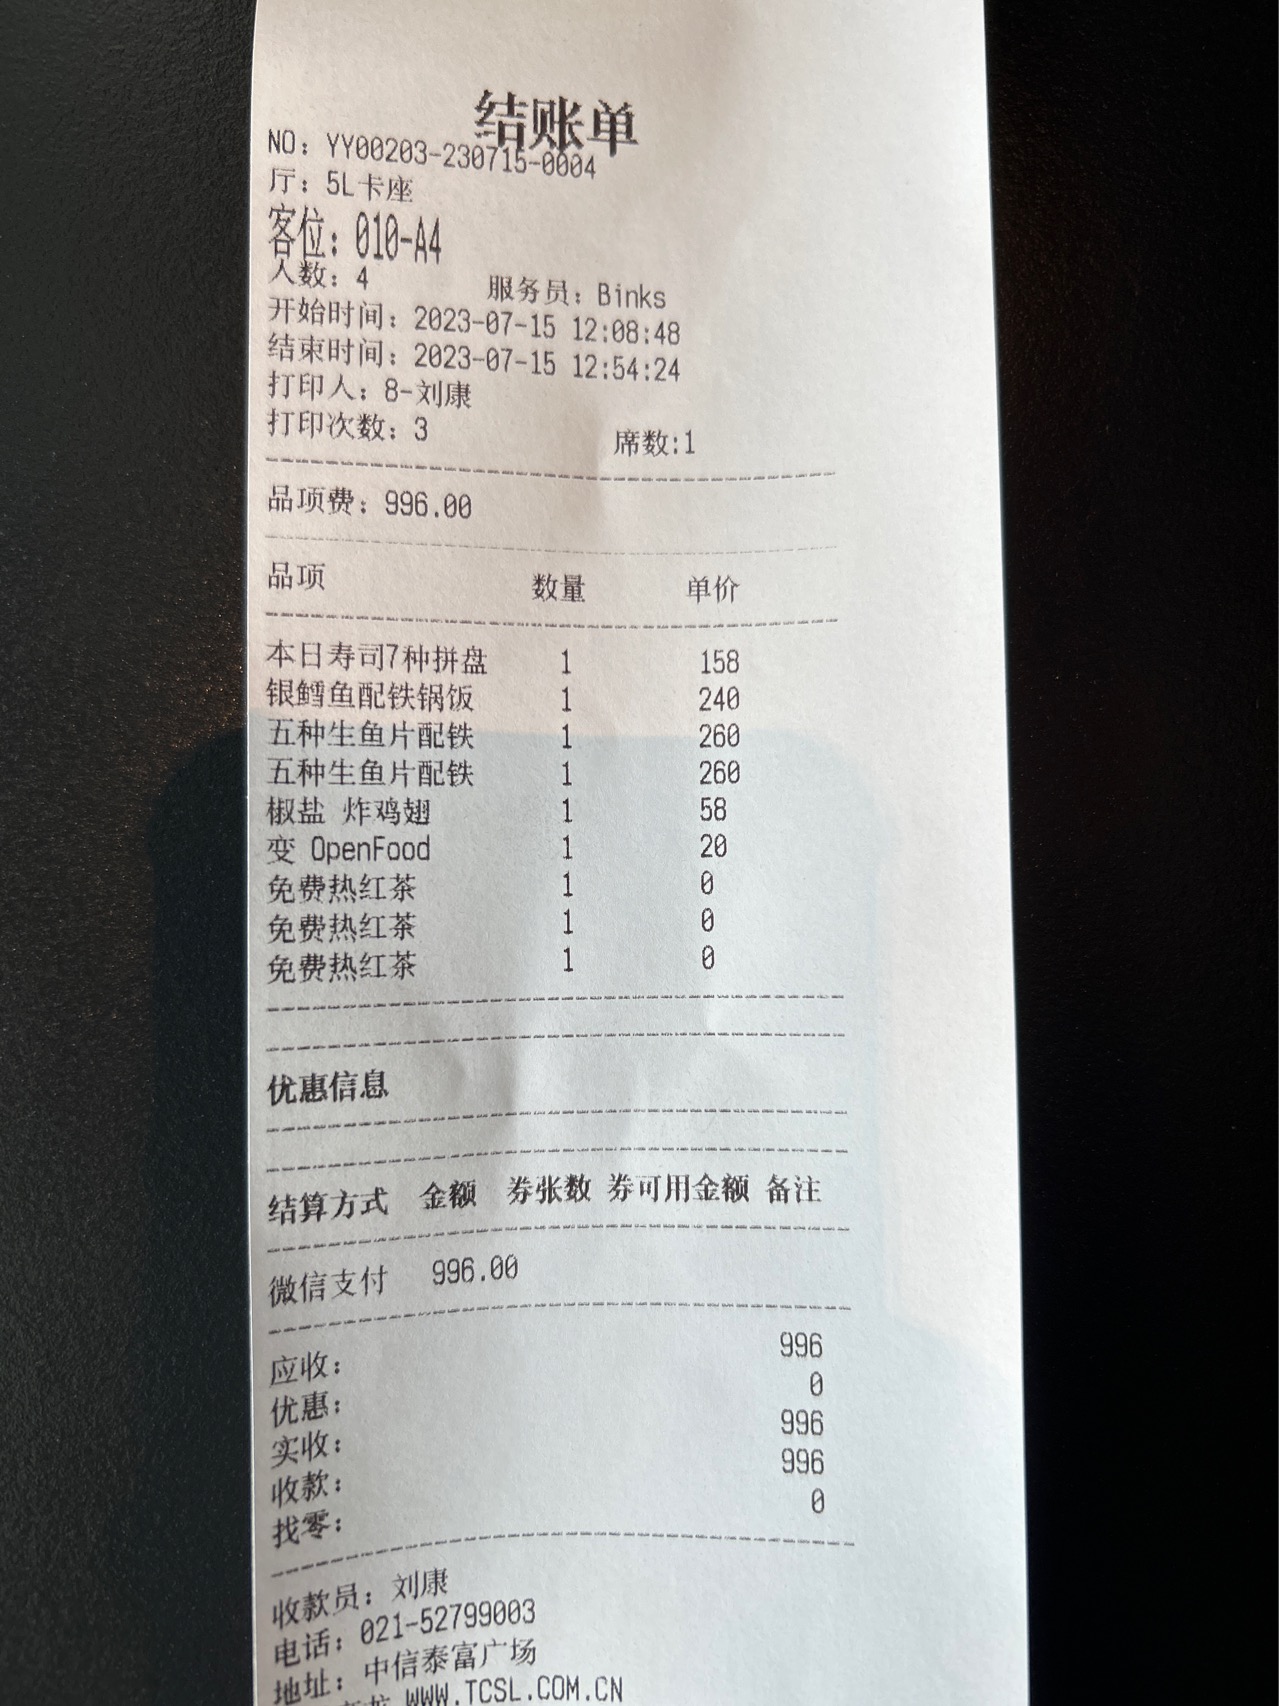 结账单
NO: YY00203-230715-0004
厅: 5L卡座
客位: 010-A4
人数: 4 服务员: Binks
开始时间: 2023-07-15 12:08:48
结束时间: 2023-07-15 12:54:24
打印人: 8-刘康
打印次数: 3 席数:1
品项费: 996.00
品项 数量 单价
本日寿司7种拼盘 1 158
银鳕鱼配铁锅饭 1 240
五种生鱼片配铁 1 260
五种生鱼片配铁 1 260
椒盐 炸鸡翅 1 58
变 OpenFood 1 20
免费热红茶 1 0
免费热红茶 1 0
免费热红茶 1 0
优惠信息
结算方式 金额 券张数 券可用金额 备注
微信支付 996.00
应收: 996
优惠: 0
实收: 996
收款: 996
找零: 0
收款员: 刘康
电话: 021-52799003
地址: 中信泰富广场
WWW.TCSL.COM.CN